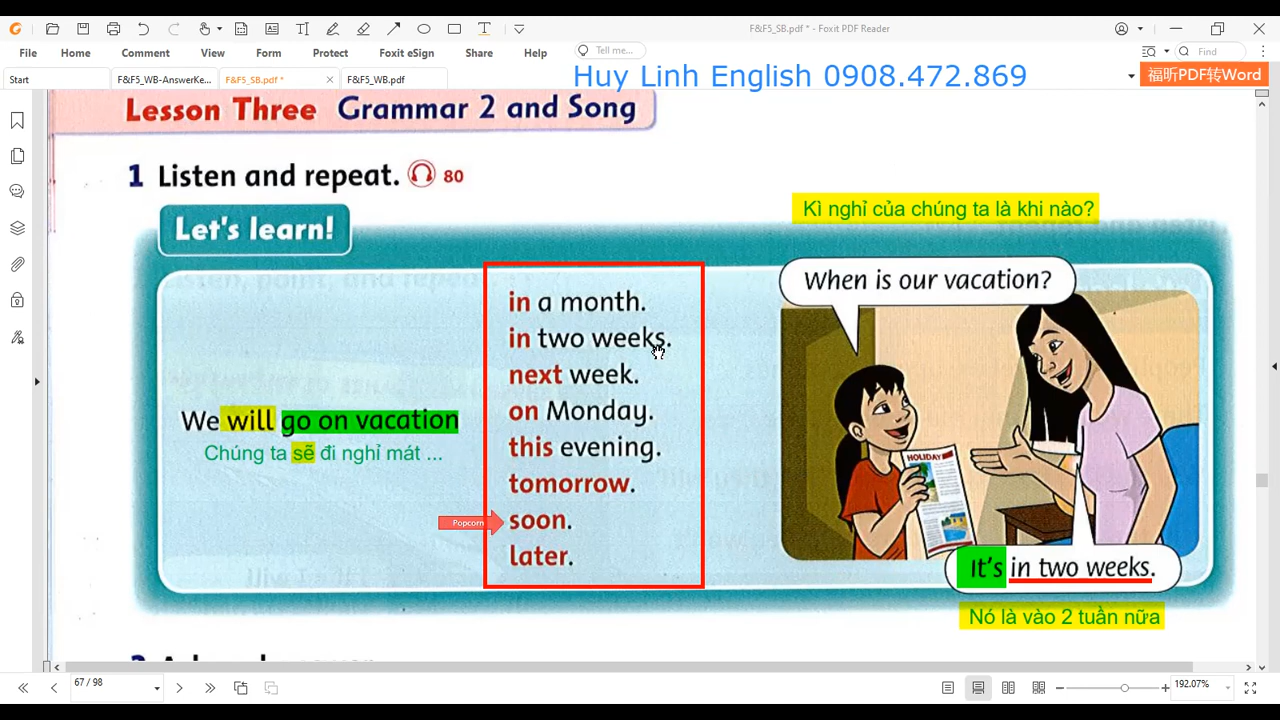 F&F5_SB.pdf * - Foxit PDF Reader
File Home Comment View Form Protect Foxit eSign Share Help Tell me... Find
Start F&F5_WB-AnswerKe... F&F5_SB.pdf * F&F5_WB.pdf
Huy Linh English 0908.472.869
福昕PDF转Word
Lesson Three Grammar 2 and Song
1 Listen and repeat. 80
Kì nghỉ của chúng ta là khi nào?
Let's learn!
When is our vacation?
in a month.
in two weeks.
next week.
on Monday.
We will go on vacation
this evening.
Chúng ta sẽ đi nghỉ mát ...
tomorrow.
HOLIDAY
Popcorn
soon.
later.
It's in two weeks.
Nó là vào 2 tuần nữa
67 / 98
192.07%